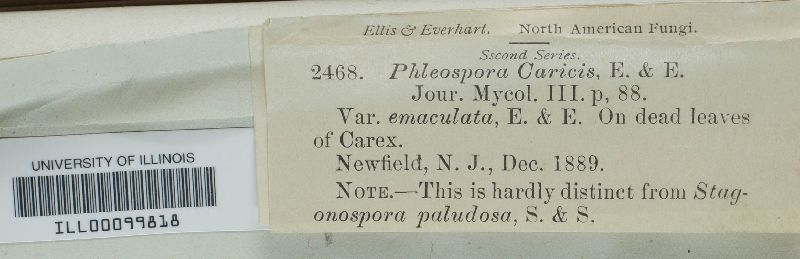 Ellis & Everhart. North American Fungi.
Sscond Series.
2468. Phleospora Caricis, E. & E.
Jour. Mycol. III. p, 88.
Var. emaculata, E. & E. On dead leaves
of Carex.
Newfield, N. J., Dec. 1889.
NOTE.—This is hardly distinct from Stag-
onospora paludosa, S. & S.
UNIVERSITY OF ILLINOIS
ILL00099818